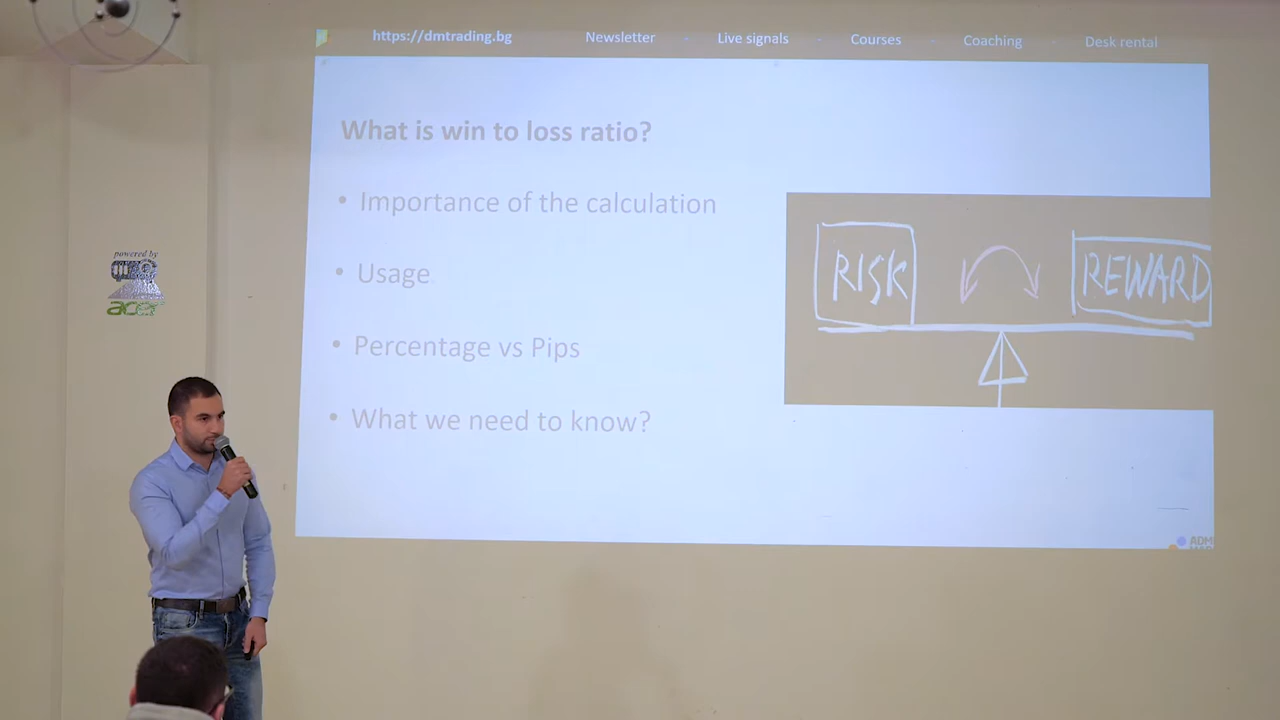 https://dmtrading.bg Newsletter - Live signals - Courses - Coaching - Desk rental
What is win to loss ratio?
• Importance of the calculation
• Usage
• Percentage vs Pips
• What we need to know?
RISK REWARD
powered by
acer
ADM